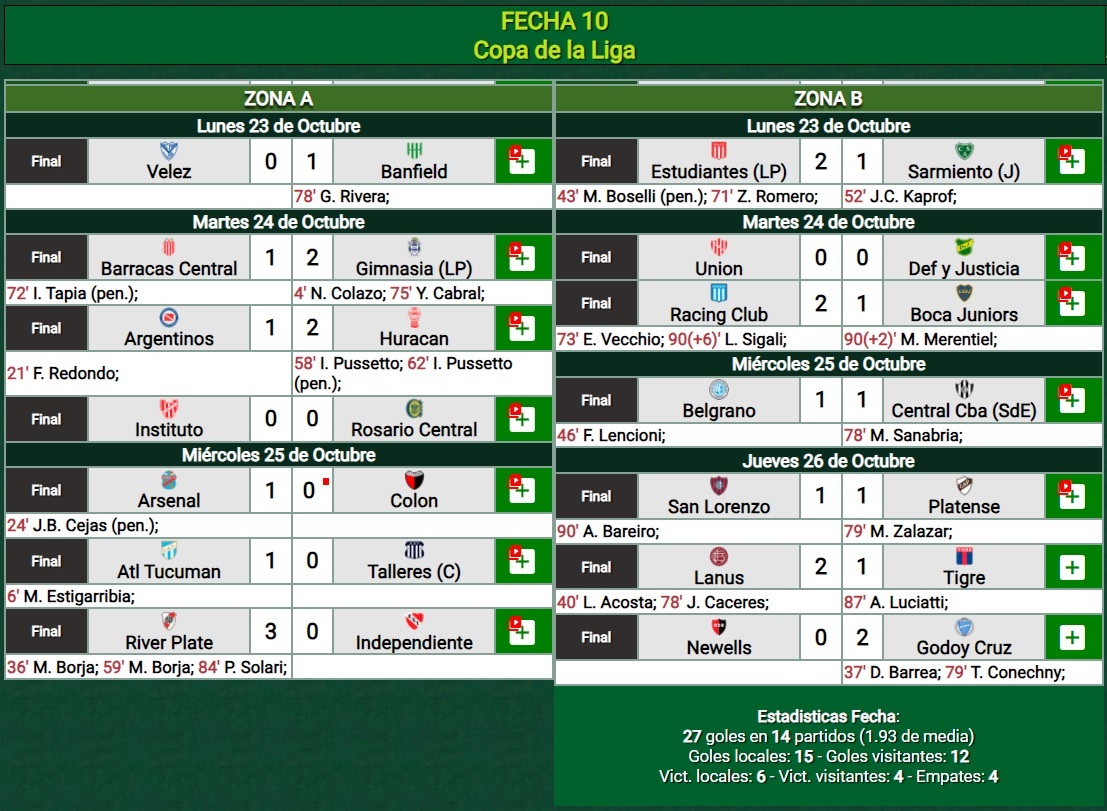 FECHA 10
Copa de la Liga
ZONA A
Lunes 23 de Octubre
Final Velez 0 1 Banfield
78' G. Rivera;
Martes 24 de Octubre
Final Barracas Central 1 2 Gimnasia (LP)
72' I. Tapia (pen.); 4' N. Colazo; 75' Y. Cabral;
Final Argentinos 1 2 Huracan
21' F. Redondo; 58' I. Pussetto; 62' I. Pussetto
(pen.);
Final Instituto 0 0 Rosario Central
Miércoles 25 de Octubre
Final Arsenal 1 0 Colon
24' J.B. Cejas (pen.);
Final Atl Tucuman 1 0 Talleres (C)
6' M. Estigarribia;
Final River Plate 3 0 Independiente
36' M. Borja; 59' M. Borja; 84' P. Solari;
ZONA B
Lunes 23 de Octubre
Final Estudiantes (LP) 2 1 Sarmiento (J)
43' M. Boselli (pen.); 71' Z. Romero; 52' J.C. Kaprof;
Martes 24 de Octubre
Final Union 0 0 Def y Justicia
Final Racing Club 2 1 Boca Juniors
73' E. Vecchio; 90(+6)' L. Sigali; 90(+2)' M. Merentiel;
Miércoles 25 de Octubre
Final Belgrano 1 1 Central Cba (SdE)
46' F. Lencioni; 78' M. Sanabria;
Jueves 26 de Octubre
Final San Lorenzo 1 1 Platense
90' A. Bareiro; 79' M. Zalazar;
Final Lanus 2 1 Tigre
40' L. Acosta; 78' J. Caceres; 87' A. Luciatti;
Final Newells 0 2 Godoy Cruz
37' D. Barrea; 79' T. Conechny;
Estadisticas Fecha:
27 goles en 14 partidos (1.93 de media)
Goles locales: 15 - Goles visitantes: 12
Vict. locales: 6 - Vict. visitantes: 4 - Empates: 4